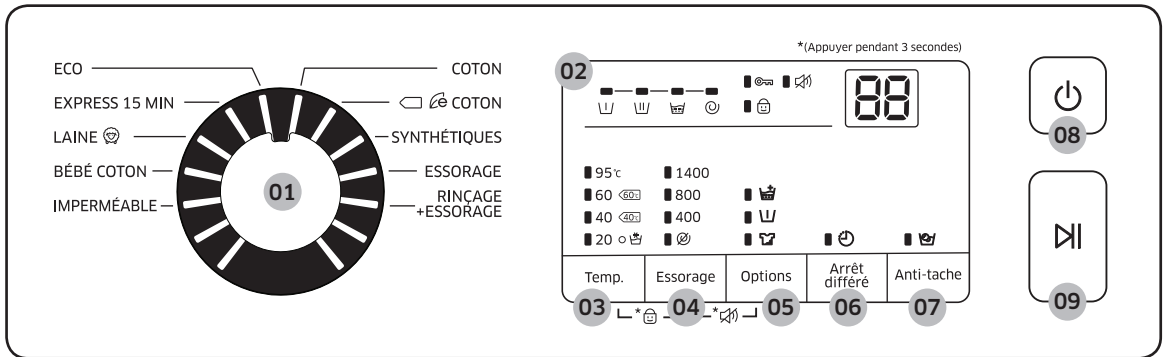 *(Appuyer pendant 3 secondes)
ECO
EXPRESS 15 MIN
LAINE
BÉBÉ COTON
IMPERMÉABLE
COTON
COTON
SYNTHÉTIQUES
ESSORAGE
RINÇAGE
+ESSORAGE
01
02
88
95℃
60 60℃
40 40℃
20
1400
800
400
Temp.
Essorage
Options
Arrêt
différé
Anti-tache
03
04
05
06
07
* *
08
09